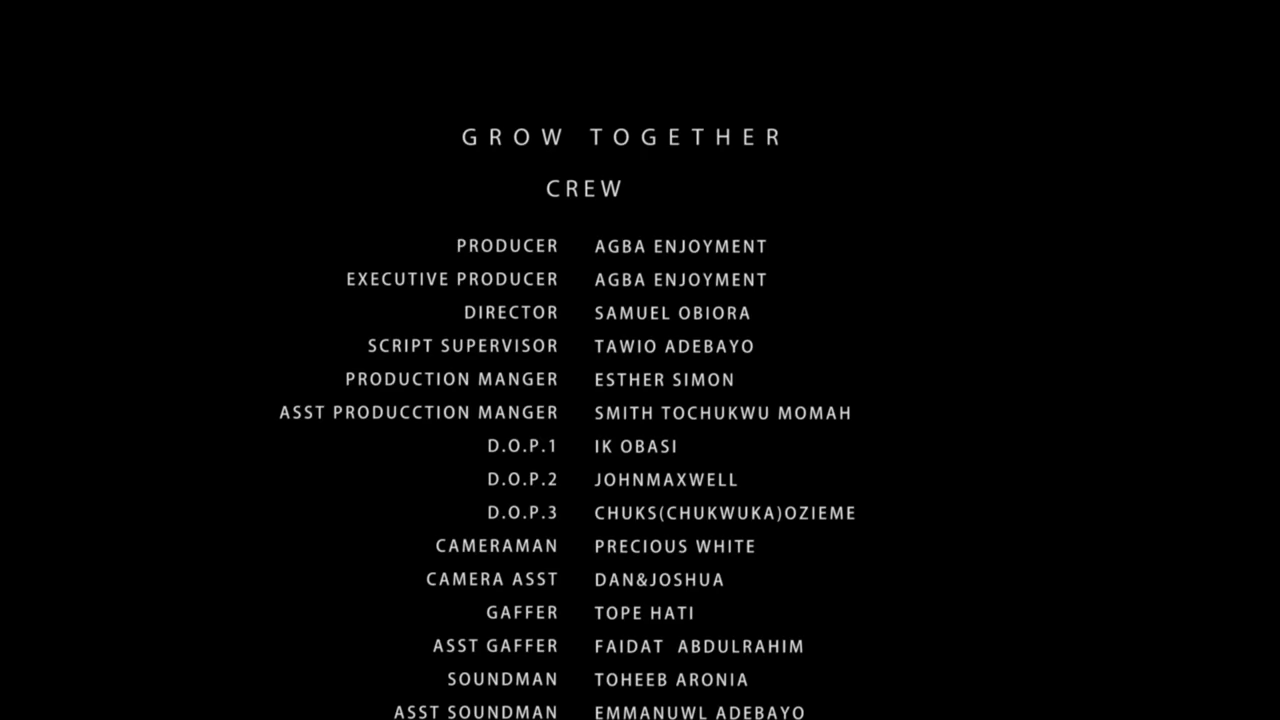 GROW TOGETHER
CREW
PRODUCER AGBA ENJOYMENT
EXECUTIVE PRODUCER AGBA ENJOYMENT
DIRECTOR SAMUEL OBIORA
SCRIPT SUPERVISOR TAWIO ADEBAYO
PRODUCTION MANGER ESTHER SIMON
ASST PRODUCCTION MANGER SMITH TOCHUKWU MOMAH
D.O.P.1 IK OBASI
D.O.P.2 JOHNMAXWELL
D.O.P.3 CHUKS(CHUKWUKA)OZIEME
CAMERAMAN PRECIOUS WHITE
CAMERA ASST DAN&JOSHUA
GAFFER TOPE HATI
ASST GAFFER FAIDAT ABDULRAHIM
SOUNDMAN TOHEEB ARONIA
ASST SOUNDMAN EMMANUWL ADEBAYO